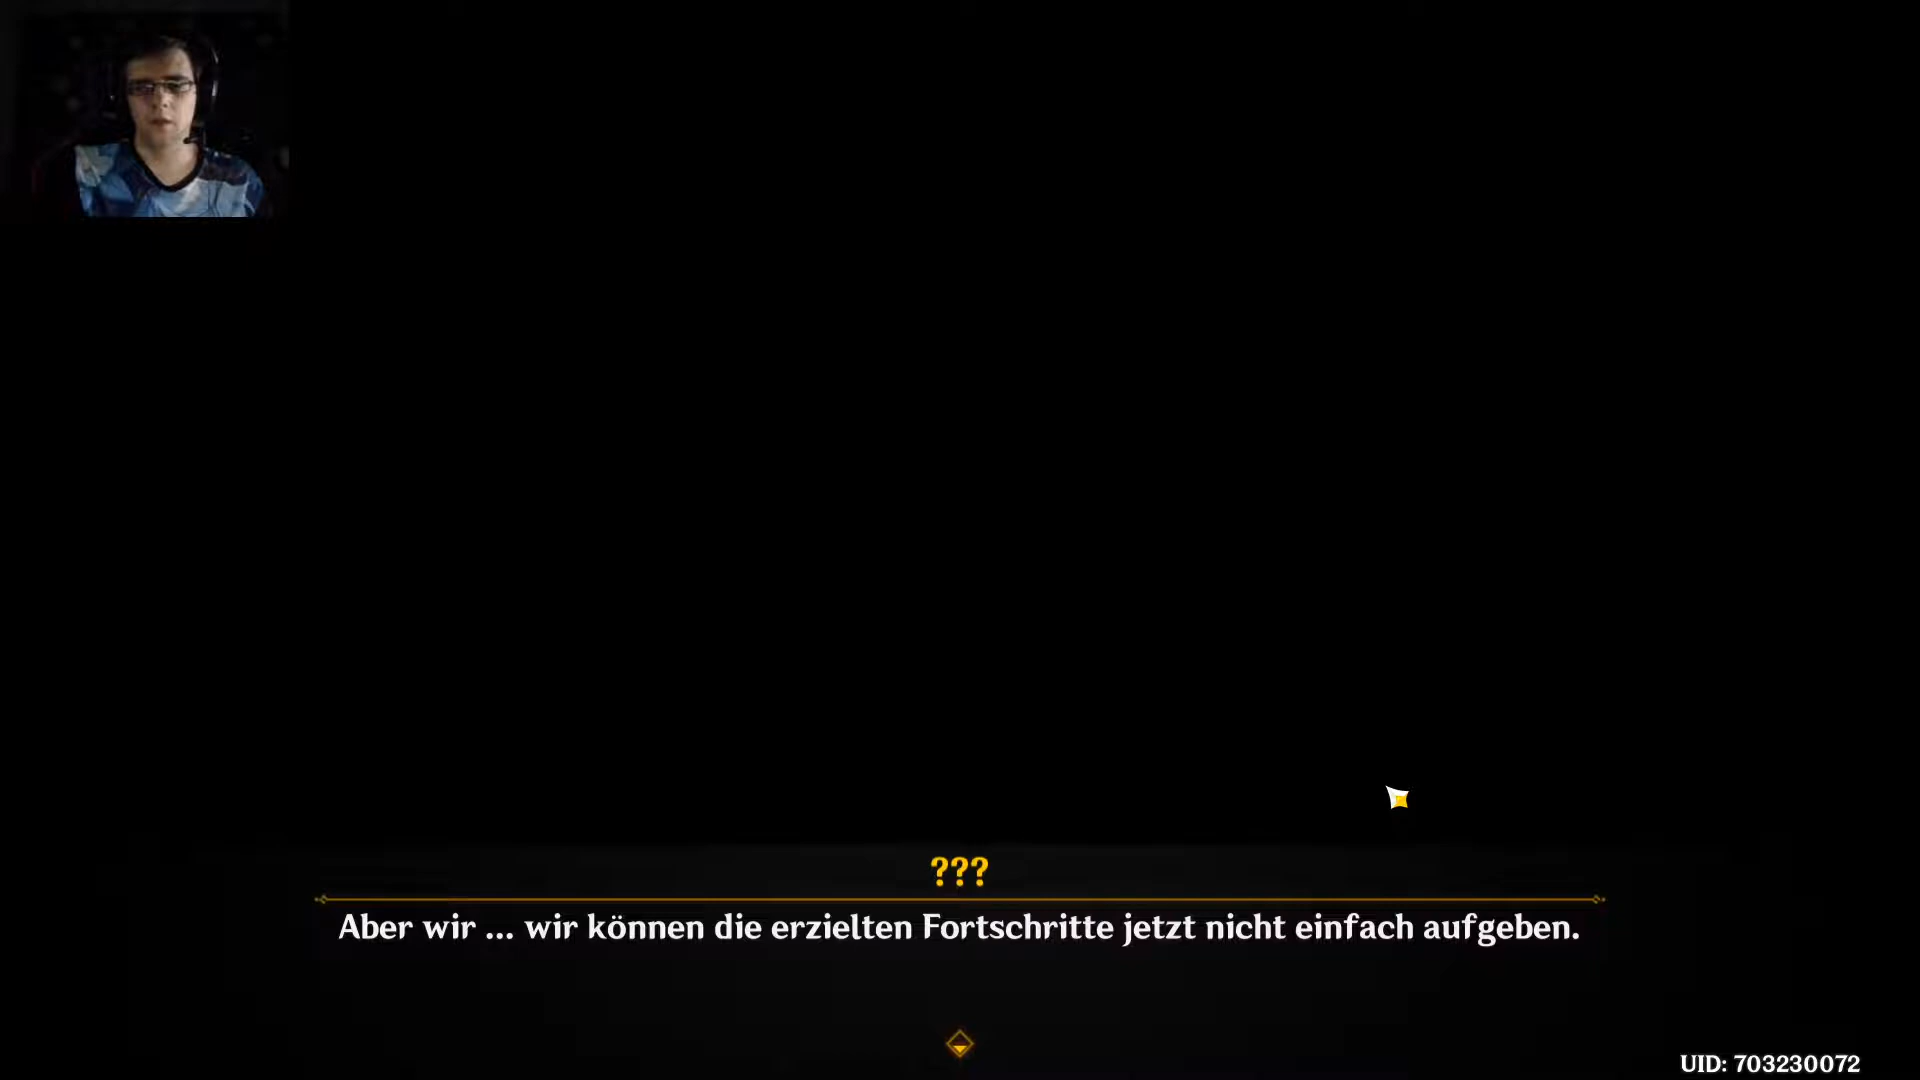 ???
Aber wir ... wir können die erzielten Fortschritte jetzt nicht einfach aufgeben.
UID: 703230072